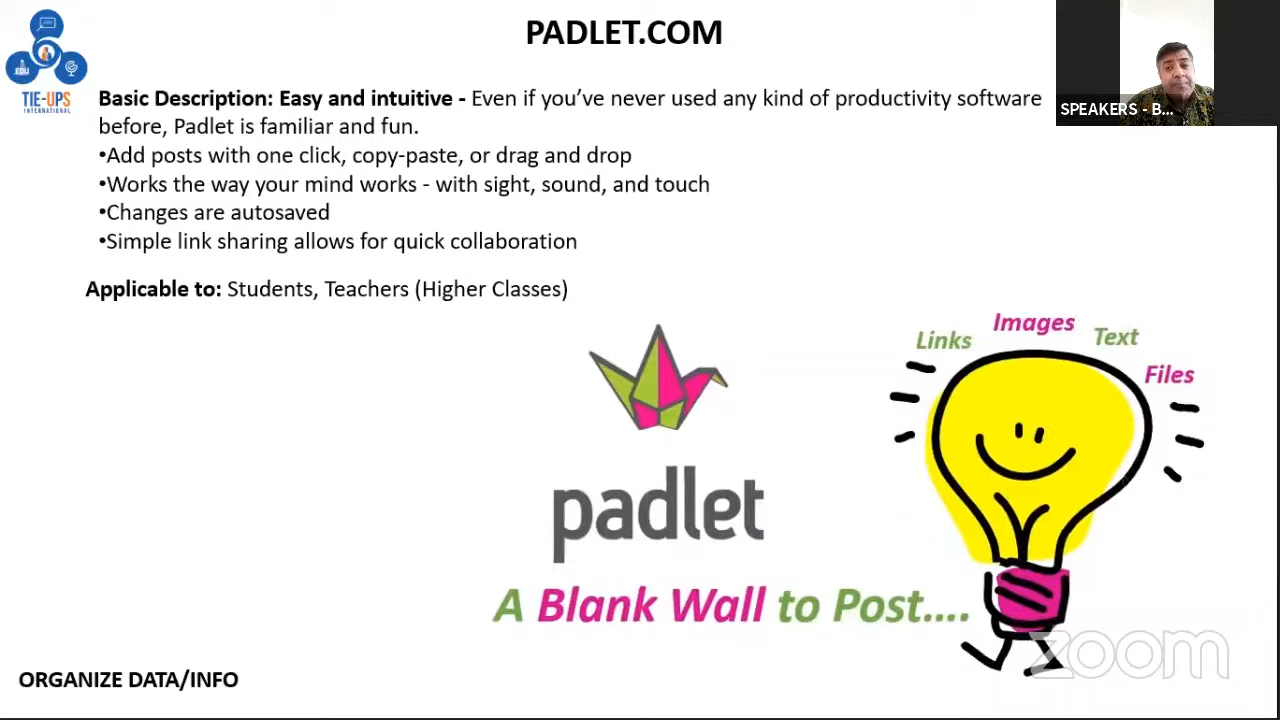 PADLET.COM
TIE-UPS
INTERNATIONAL
EDU
SPEAKERS - B...
Basic Description: Easy and intuitive - Even if you’ve never used any kind of productivity software
before, Padlet is familiar and fun.
•Add posts with one click, copy-paste, or drag and drop
•Works the way your mind works - with sight, sound, and touch
•Changes are autosaved
•Simple link sharing allows for quick collaboration
Applicable to: Students, Teachers (Higher Classes)
Links
Images
Text
Files
padlet
A Blank Wall to Post....
zoom
ORGANIZE DATA/INFO